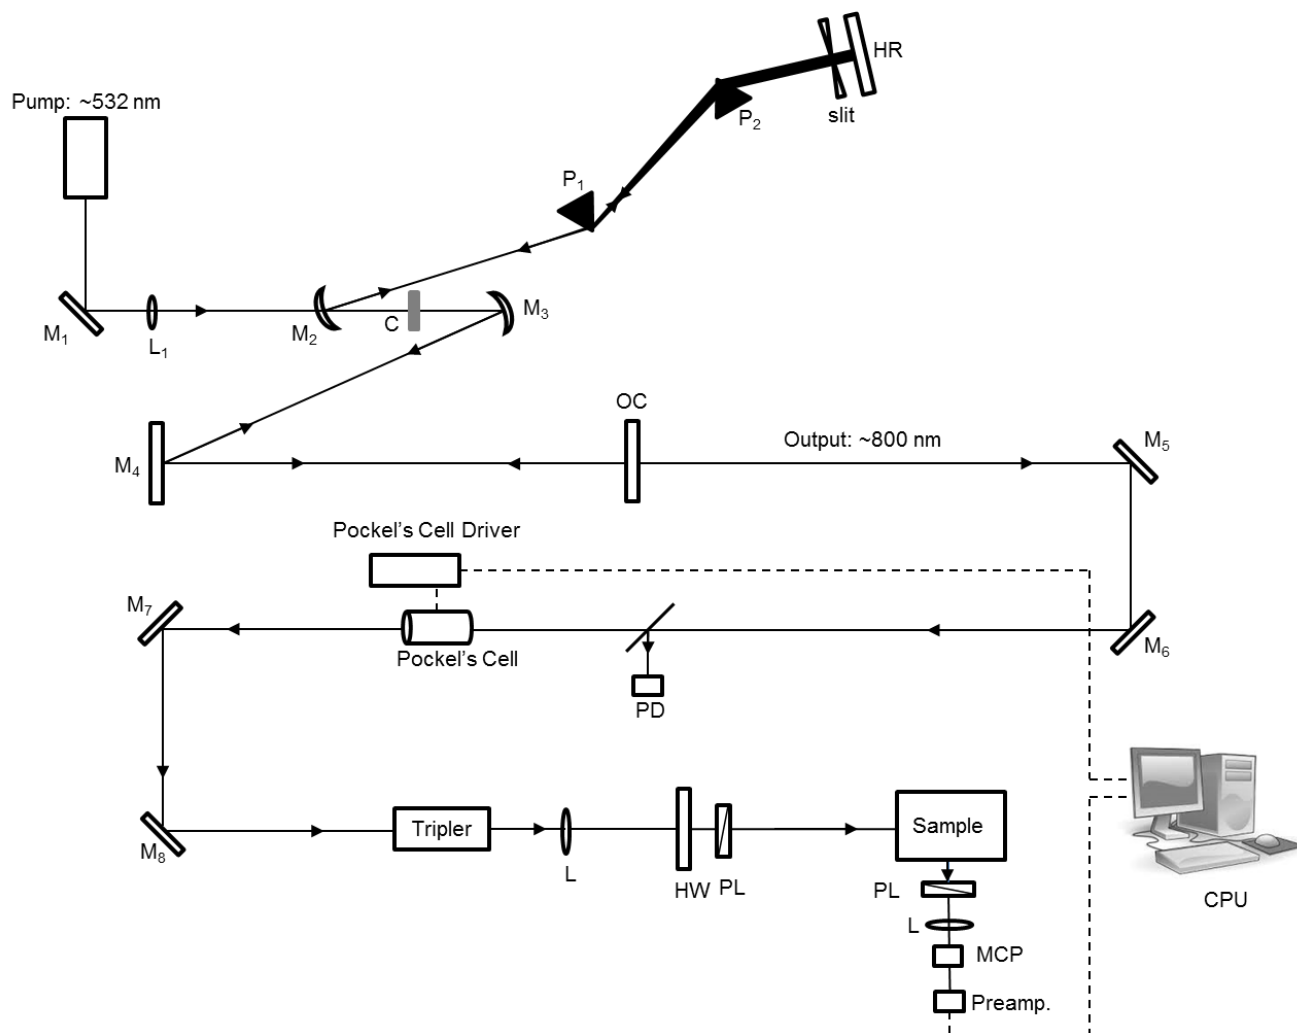 HR
Pump: ~532 nm
P₂
slit
P₁
M₁
L₁
M₂
C
M₃
OC
Output: ~800 nm
M₅
M₄
Pockel's Cell Driver
M₇
Pockel's Cell
M₆
PD
Tripler
Sample
M₈
L
HW
PL
PL
CPU
L
MCP
Preamp.